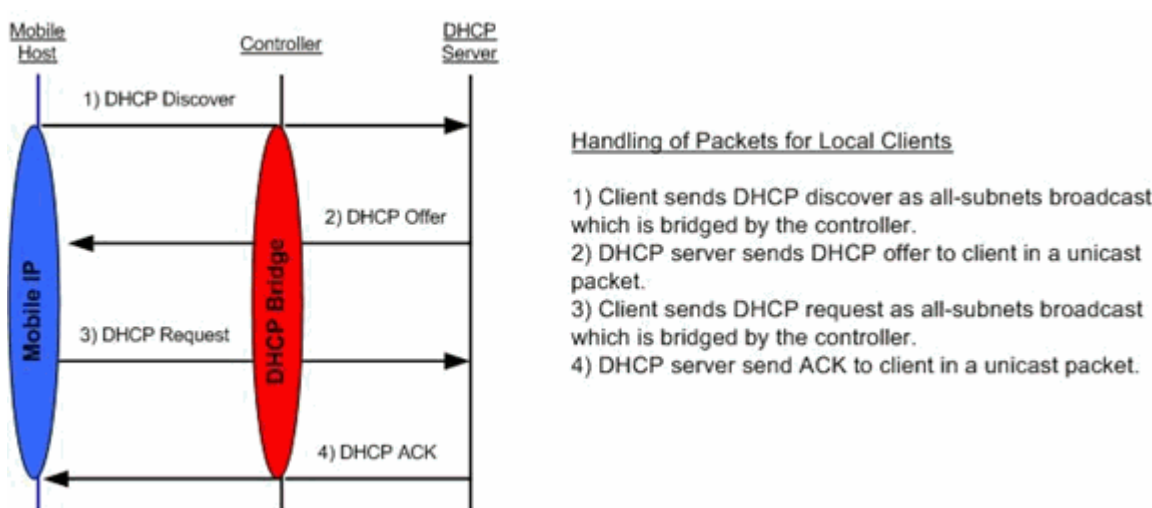 Mobile
Host
Controller
DHCP
Server
1) DHCP Discover
2) DHCP Offer
Mobile IP
DHCP Bridge
3) DHCP Request
4) DHCP ACK
Handling of Packets for Local Clients
1) Client sends DHCP discover as all-subnets broadcast
which is bridged by the controller.
2) DHCP server sends DHCP offer to client in a unicast
packet.
3) Client sends DHCP request as all-subnets broadcast
which is bridged by the controller.
4) DHCP server send ACK to client in a unicast packet.